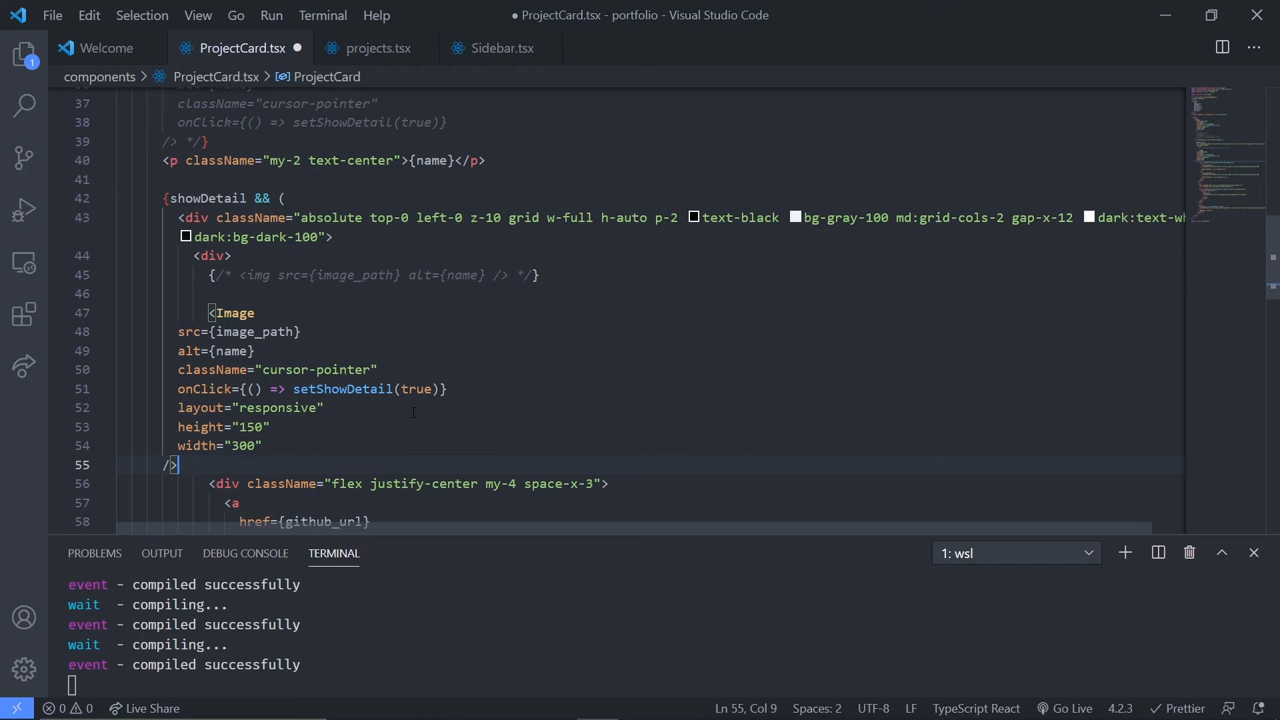 File Edit Selection View Go Run Terminal Help
● ProjectCard.tsx - portfolio - Visual Studio Code
Welcome ProjectCard.tsx ● projects.tsx Sidebar.tsx
components > ProjectCard.tsx > ProjectCard
37 className="cursor-pointer"
38 onClick={() => setShowDetail(true)}
39 /> */}
40 <p className="my-2 text-center">{name}</p>
41
42 {showDetail && (
43 <div className="absolute top-0 left-0 z-10 grid w-full h-auto p-2 text-black bg-gray-100 md:grid-cols-2 gap-x-12 dark:text-wh
dark:bg-dark-100">
44 <div>
45 {/* <img src={image_path} alt={name} /> */}
46
47 <Image
48 src={image_path}
49 alt={name}
50 className="cursor-pointer"
51 onClick={() => setShowDetail(true)}
52 layout="responsive"
53 height="150"
54 width="300"
55 />
56 <div className="flex justify-center my-4 space-x-3">
57 <a
58 href={github_url}
PROBLEMS OUTPUT DEBUG CONSOLE TERMINAL 1: wsl
event - compiled successfully
wait - compiling...
event - compiled successfully
wait - compiling...
event - compiled successfully
1
0 0 Live Share Ln 55, Col 9 Spaces: 2 UTF-8 LF TypeScript React Go Live 4.2.3 Prettier